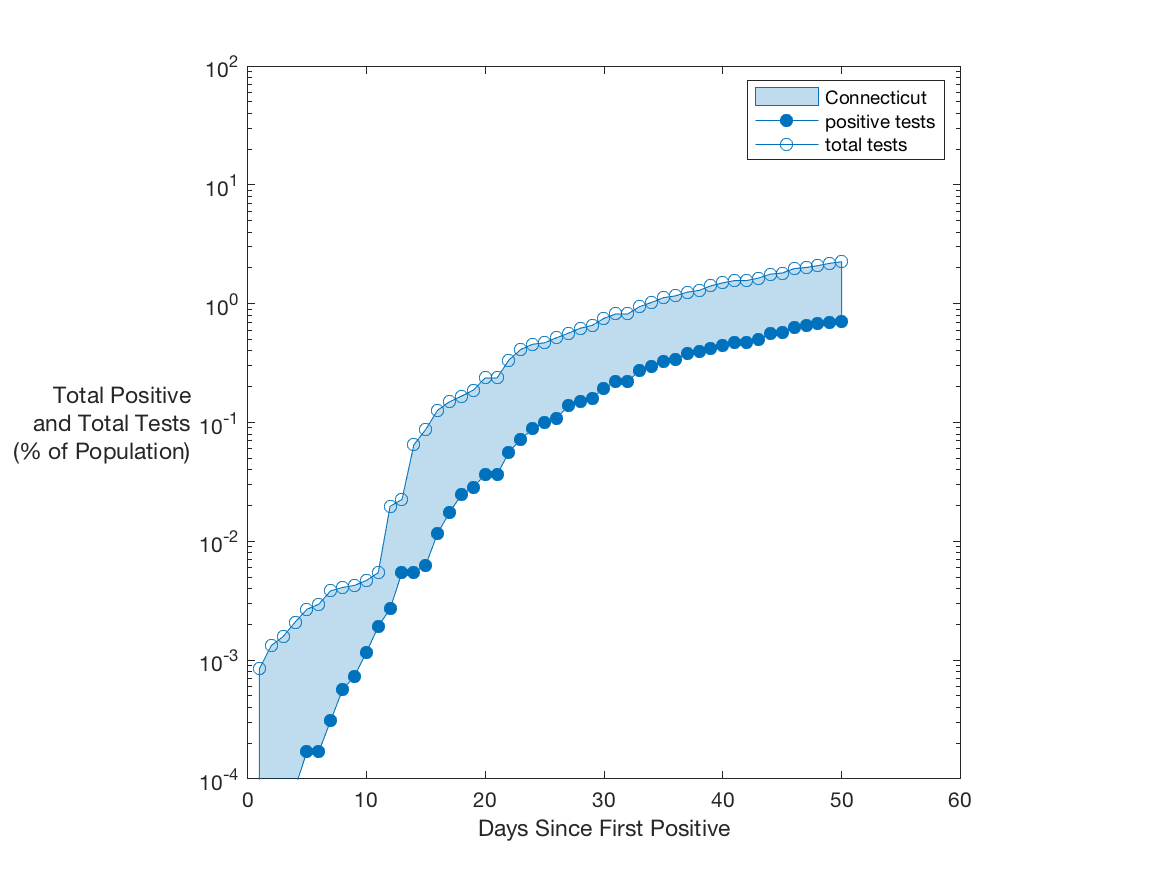 10^2
10^1
10^0
10^-1
10^-2
10^-3
10^-4
Total Positive
and Total Tests
(% of Population)
Connecticut
positive tests
total tests
0 10 20 30 40 50 60
Days Since First Positive